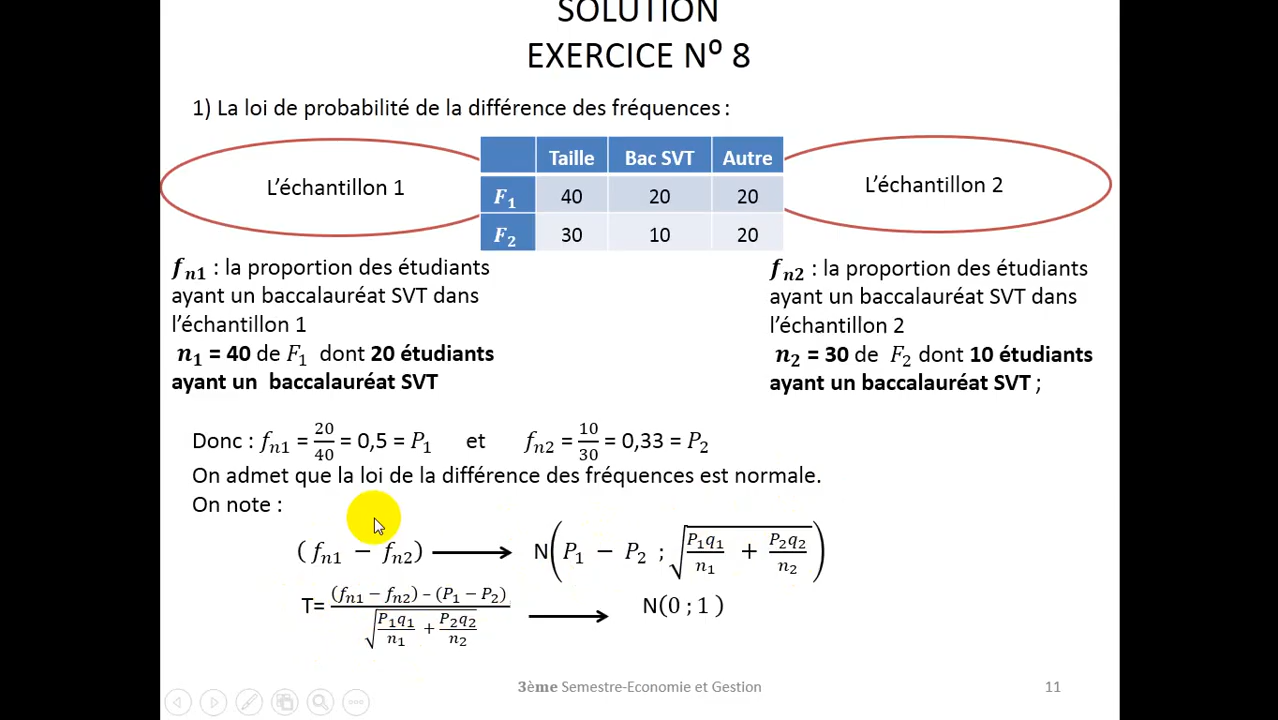 SOLUTION
EXERCICE Nº 8
1) La loi de probabilité de la différence des fréquences :
L'échantillon 1
Taille Bac SVT Autre
F₁ 40 20 20
F₂ 30 10 20
L'échantillon 2
fₙ₁ : la proportion des étudiants
ayant un baccalauréat SVT dans
l'échantillon 1
n₁ = 40 de F₁ dont 20 étudiants
ayant un baccalauréat SVT
fₙ₂ : la proportion des étudiants
ayant un baccalauréat SVT dans
l'échantillon 2
n₂ = 30 de F₂ dont 10 étudiants
ayant un baccalauréat SVT ;
Donc : fₙ₁ = 20/40 = 0,5 = P₁ et fₙ₂ = 10/30 = 0,33 = P₂
On admet que la loi de la différence des fréquences est normale.
On note :
(fₙ₁ − fₙ₂) ⟶ N(P₁ − P₂ ; √(P₁q₁/n₁ + P₂q₂/n₂))
T= ((fₙ₁ − fₙ₂) − (P₁ − P₂))/√(P₁q₁/n₁ + P₂q₂/n₂) ⟶ N(0 ; 1 )
3ème Semestre-Economie et Gestion
11